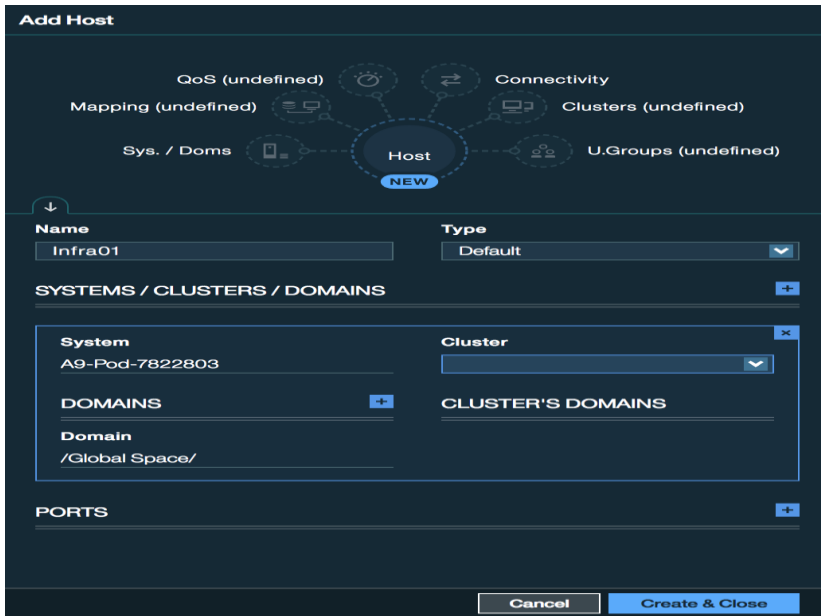 Add Host
QoS (undefined) Connectivity
Mapping (undefined) Clusters (undefined)
Sys. / Doms Host U.Groups (undefined)
NEW
Name Type
Infra01 Default
SYSTEMS / CLUSTERS / DOMAINS
System Cluster
A9-Pod-7822803
DOMAINS CLUSTER'S DOMAINS
Domain
/Global Space/
PORTS
Cancel Create & Close